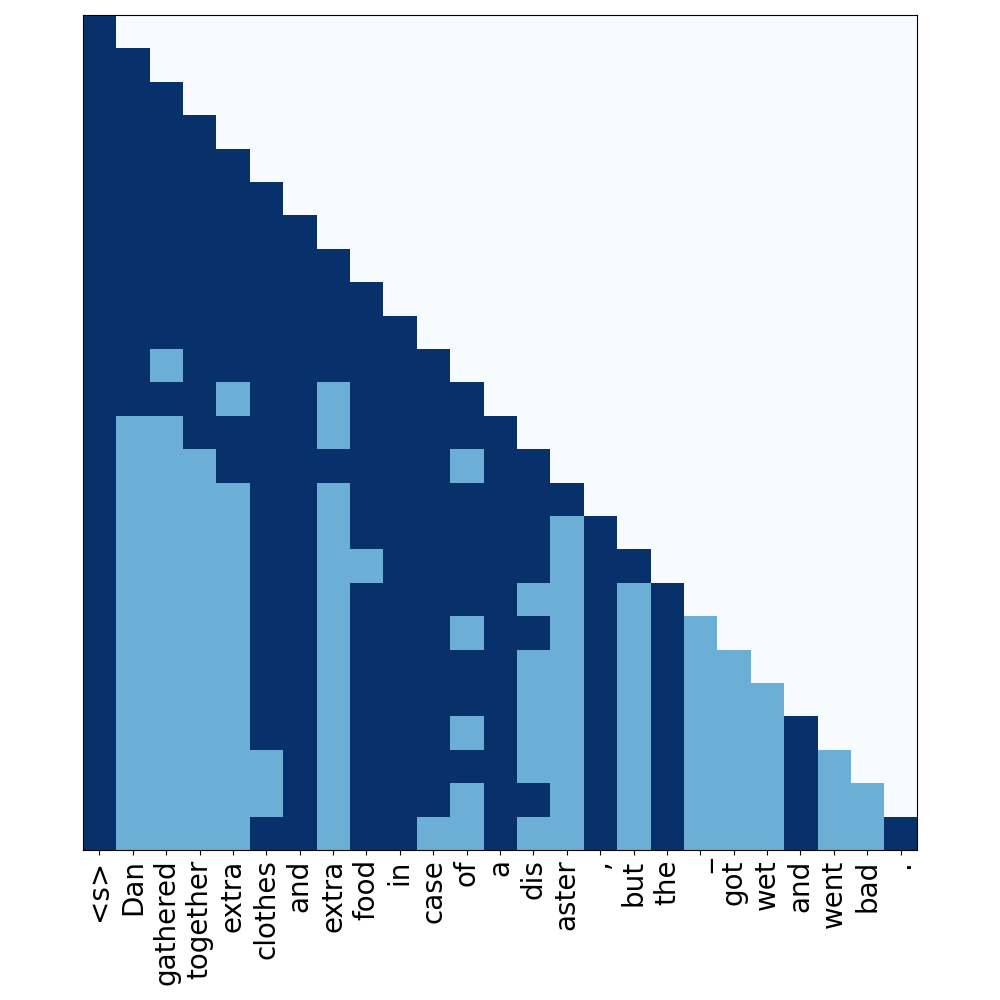 <s>
Dan
gathered
together
extra
clothes
and
extra
food
in
case
of
a
dis
aster
,
but
the
_
got
wet
and
went
bad
.